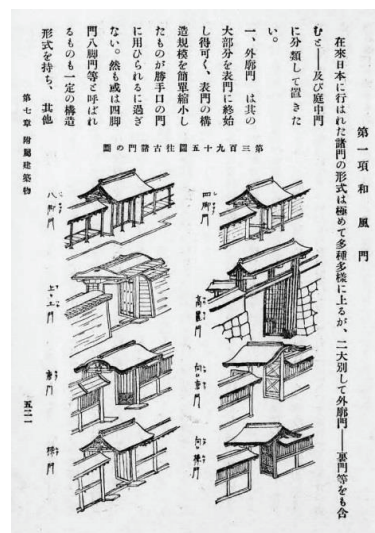 第一項 和風門
在來日本に行はれた諸門の形式は極めて多種多樣に上るが、二大別して外廓門――裏門等をも含
むと――及び庭中門
に分類して置きた
い。
一、外廓門 は其の
大部分を表門に終始
し得可く、表門の構
造規模を簡單縮小し
たものが勝手口の門
に用ひられるに過ぎ
ない。然も或は四脚
門八脚門等と呼ばれ
るものも一定の構造
形式を持ち、其他
第三百九十五圖 往古諸門の圖
四脚門
高麗門
向唐門
向棟門
八脚門
上土門
唐門
棟門
第七章 附屬建築物
五二一